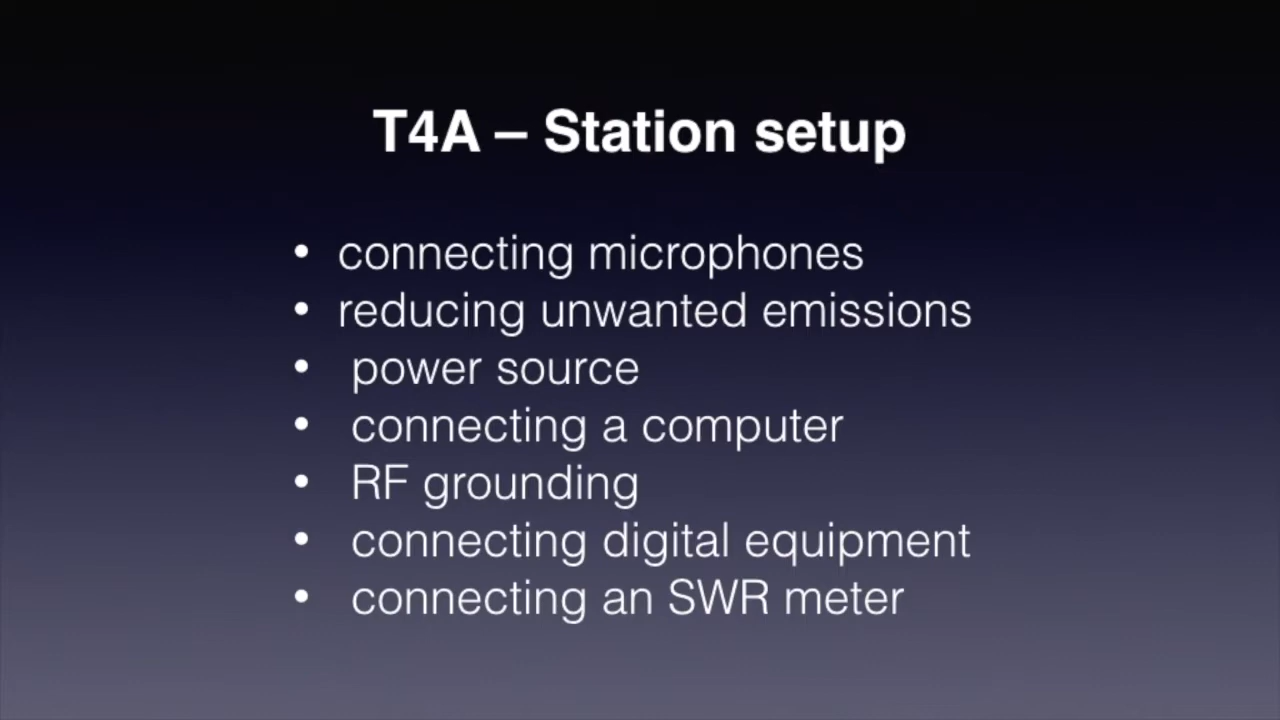 T4A – Station setup
• connecting microphones
• reducing unwanted emissions
• power source
• connecting a computer
• RF grounding
• connecting digital equipment
• connecting an SWR meter